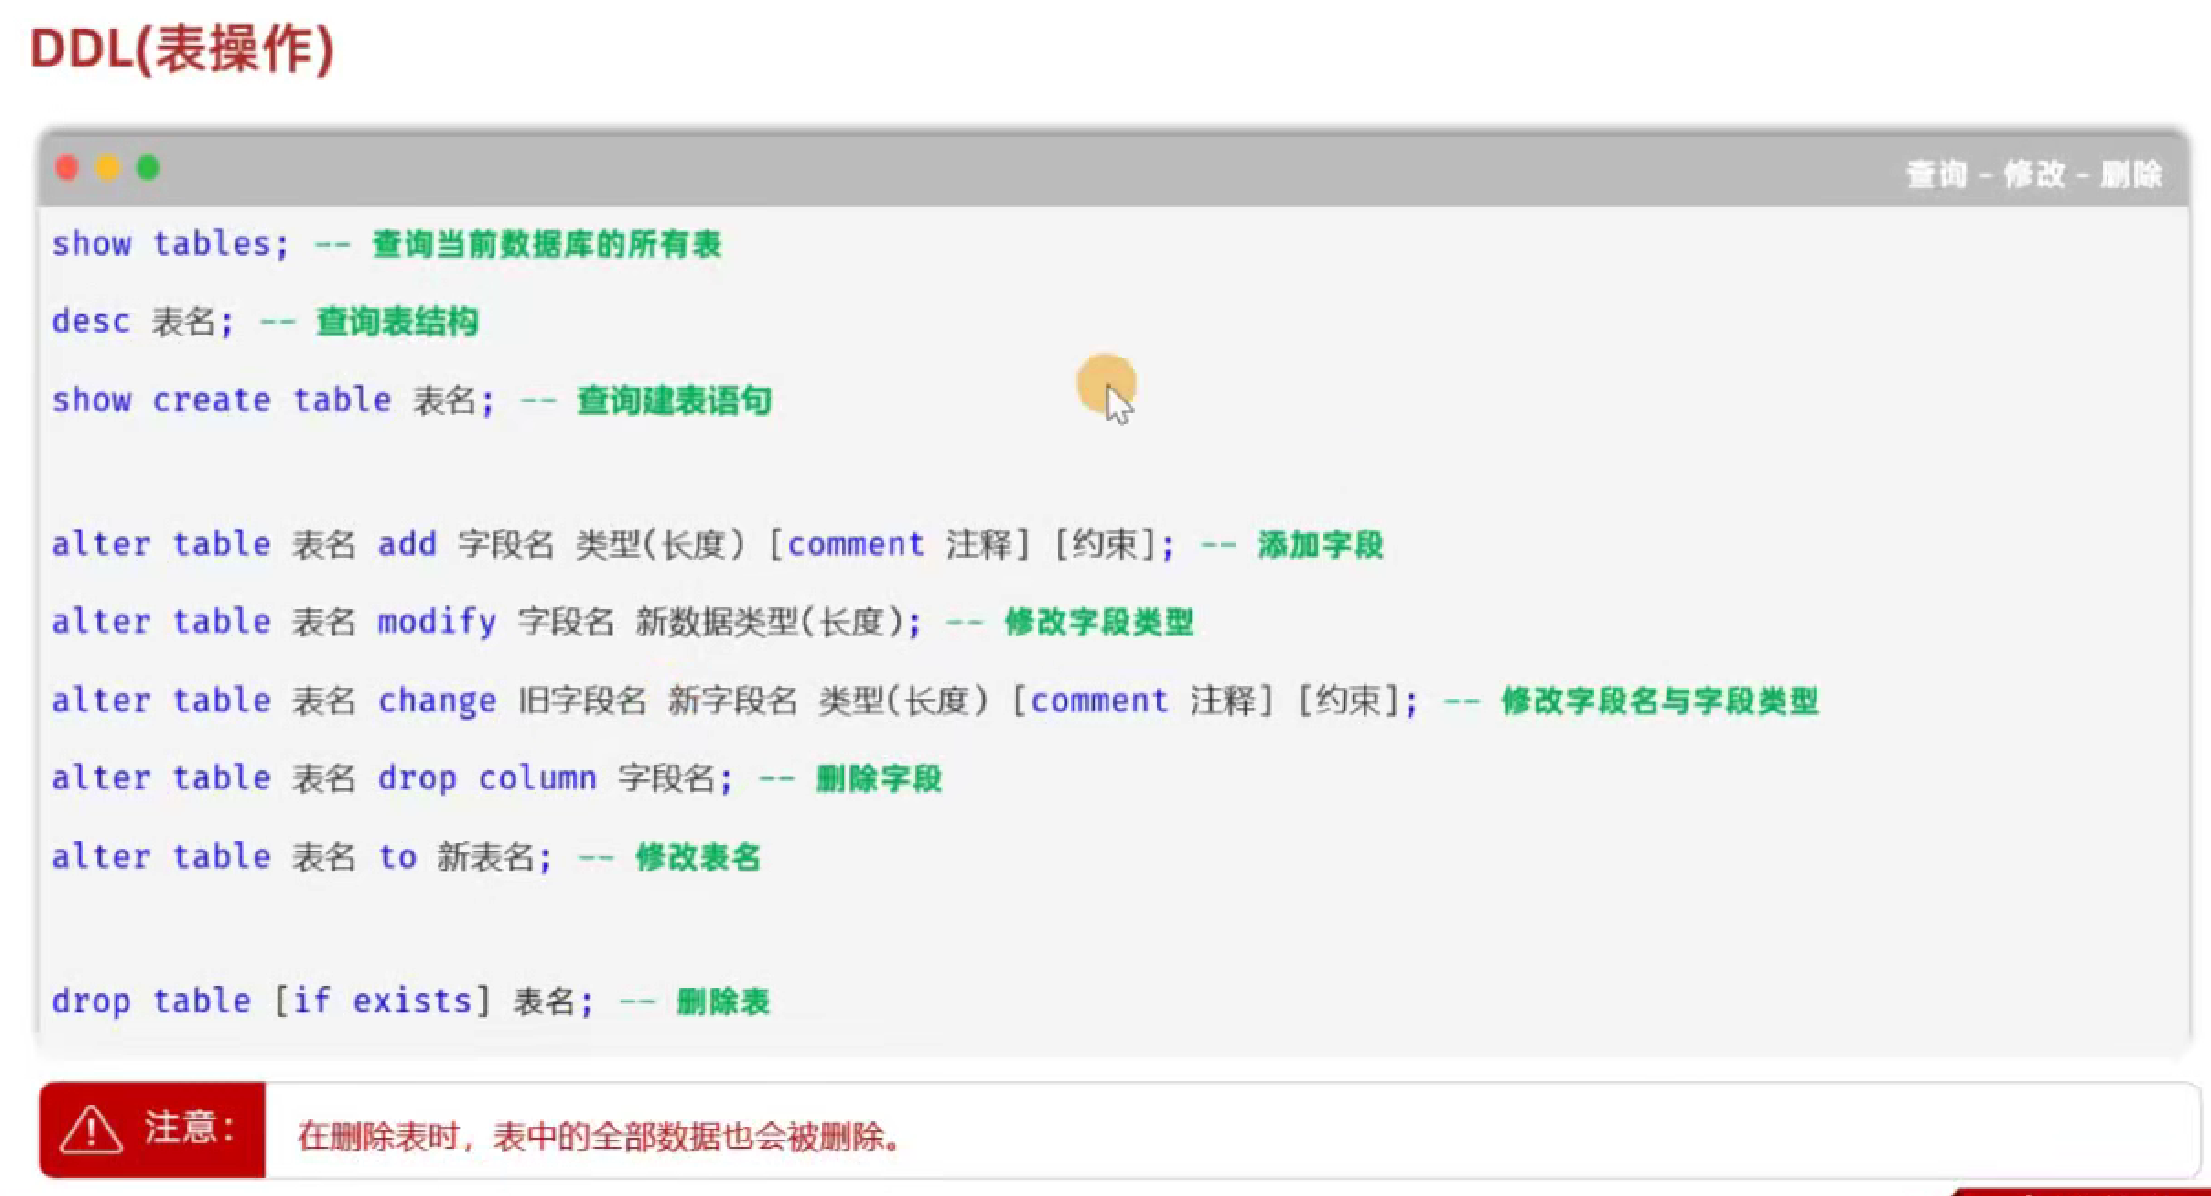 DDL(表操作)
查询 - 修改 - 删除
show tables; -- 查询当前数据库的所有表
desc 表名; -- 查询表结构
show create table 表名; -- 查询建表语句
alter table 表名 add 字段名 类型(长度) [comment 注释] [约束]; -- 添加字段
alter table 表名 modify 字段名 新数据类型(长度); -- 修改字段类型
alter table 表名 change 旧字段名 新字段名 类型(长度) [comment 注释] [约束]; -- 修改字段名与字段类型
alter table 表名 drop column 字段名; -- 删除字段
alter table 表名 to 新表名; -- 修改表名
drop table [if exists] 表名; -- 删除表
注意：
在删除表时，表中的全部数据也会被删除。